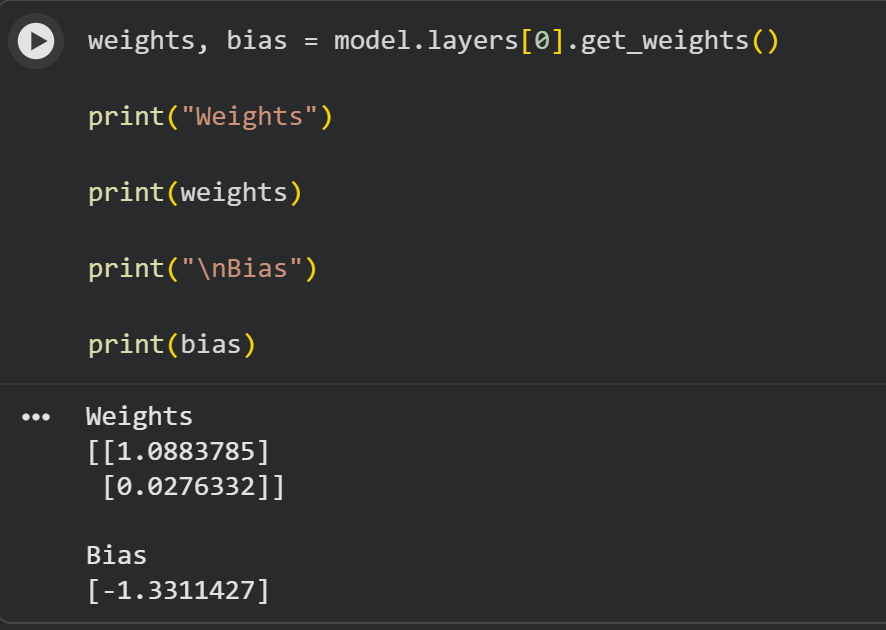 weights, bias = model.layers[0].get_weights()
print("Weights")
print(weights)
print("\nBias")
print(bias)
Weights
[[1.0883785]
 [0.0276332]]
Bias
[-1.3311427]